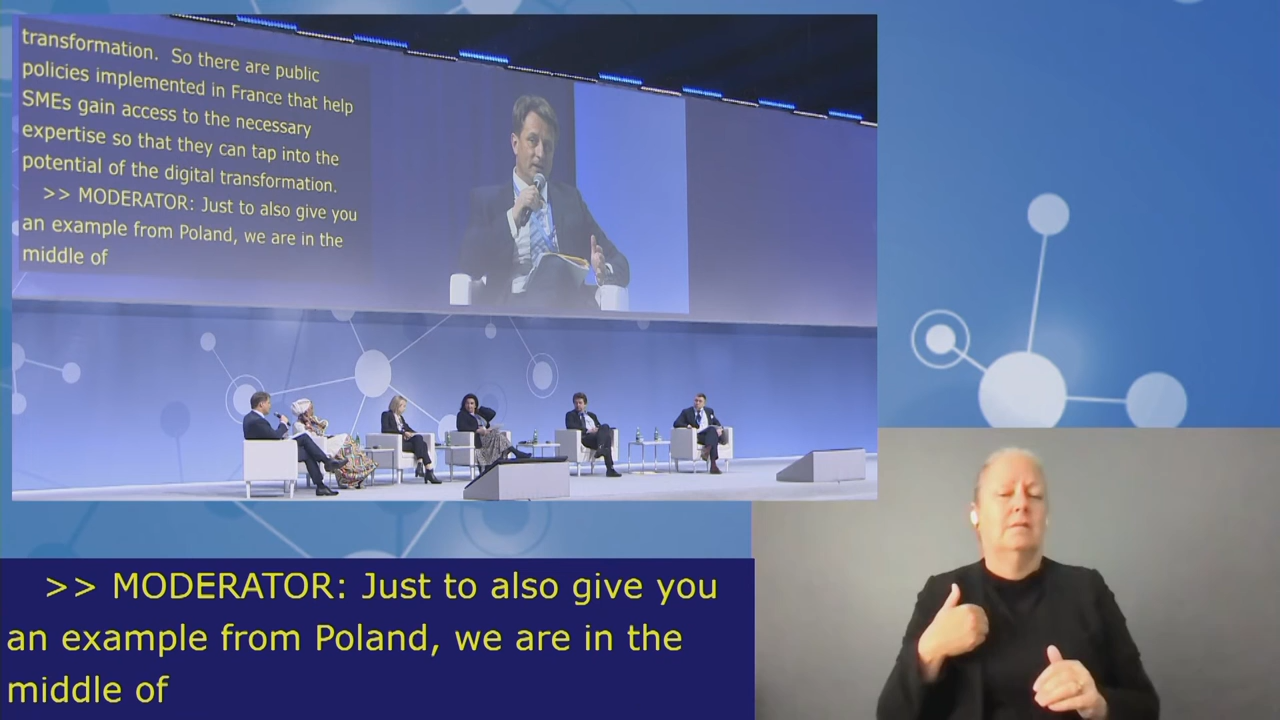 transformation.  So there are public
policies implemented in France that help
SMEs gain access to the necessary
expertise so that they can tap into the
potential of the digital transformation.
>> MODERATOR: Just to also give you
an example from Poland, we are in the
middle of
>> MODERATOR: Just to also give you
an example from Poland, we are in the
middle of